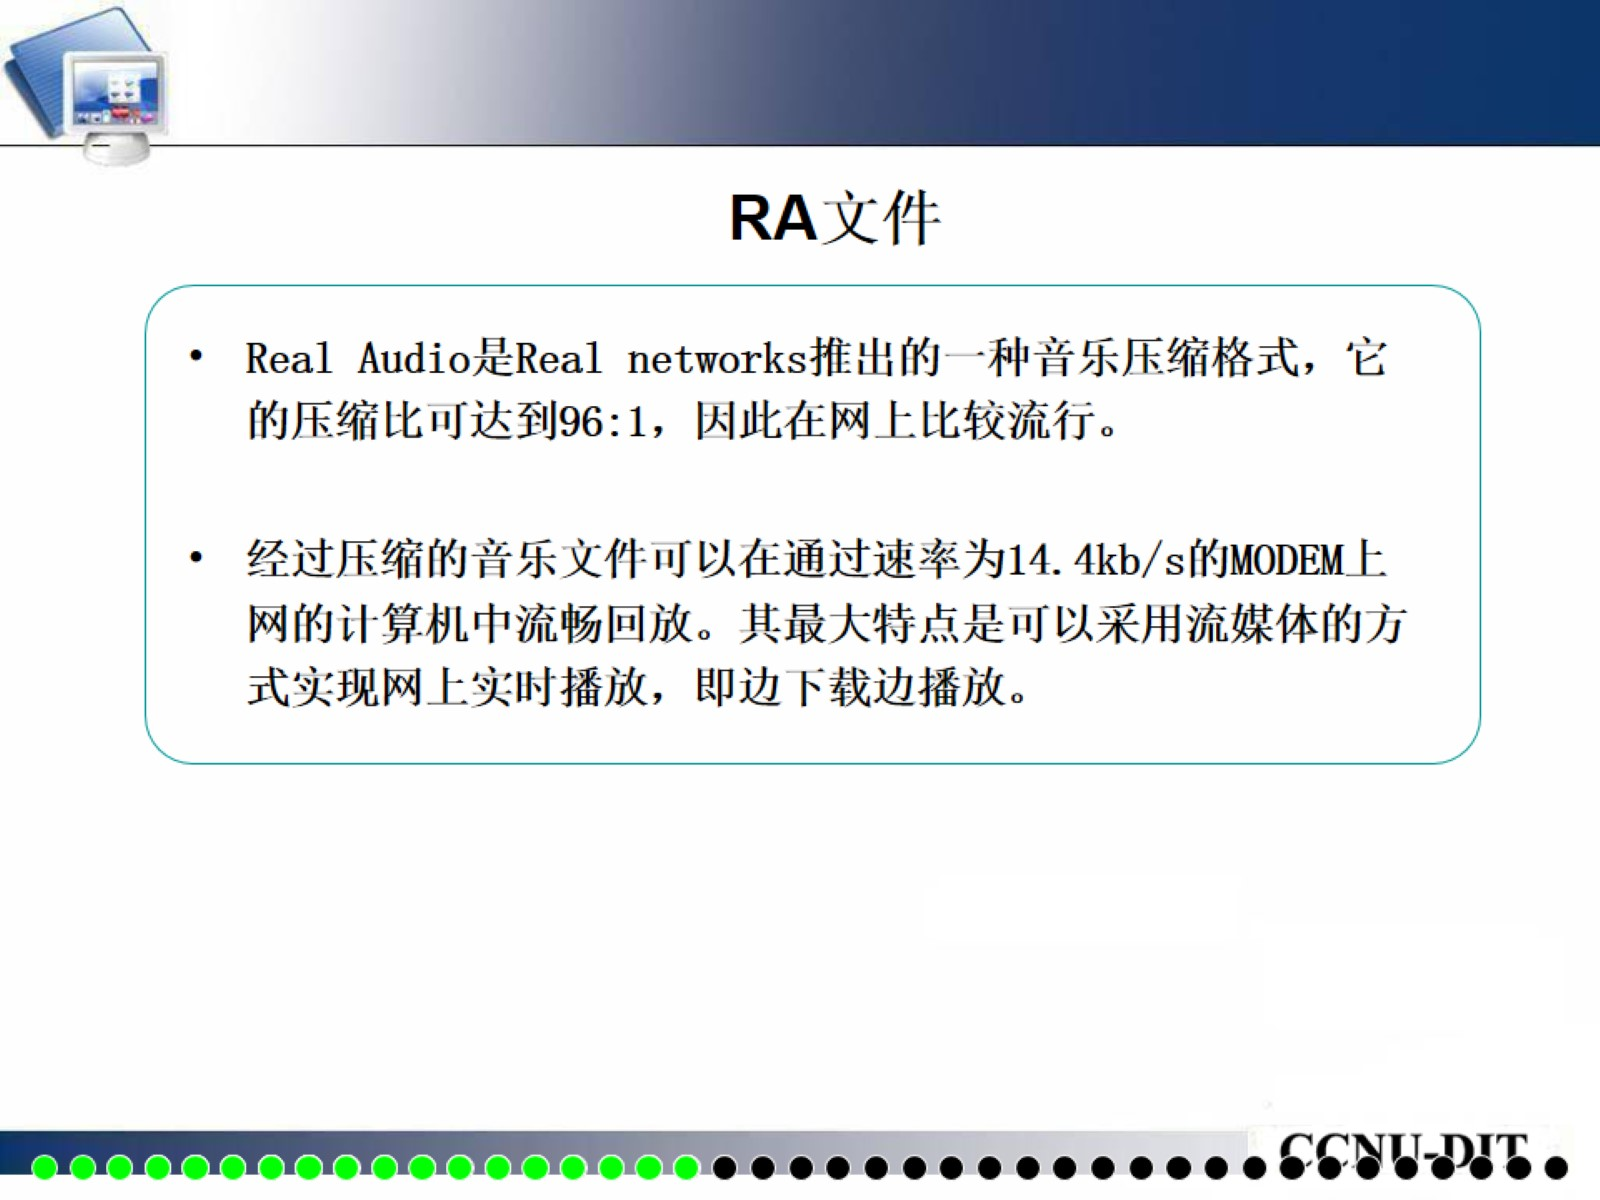 RA文件
• Real Audio是Real networks推出的一种音乐压缩格式，它
的压缩比可达到96:1，因此在网上比较流行。
• 经过压缩的音乐文件可以在通过速率为14.4kb/s的MODEM上
网的计算机中流畅回放。其最大特点是可以采用流媒体的方
式实现网上实时播放，即边下载边播放。
CCNU-DIT